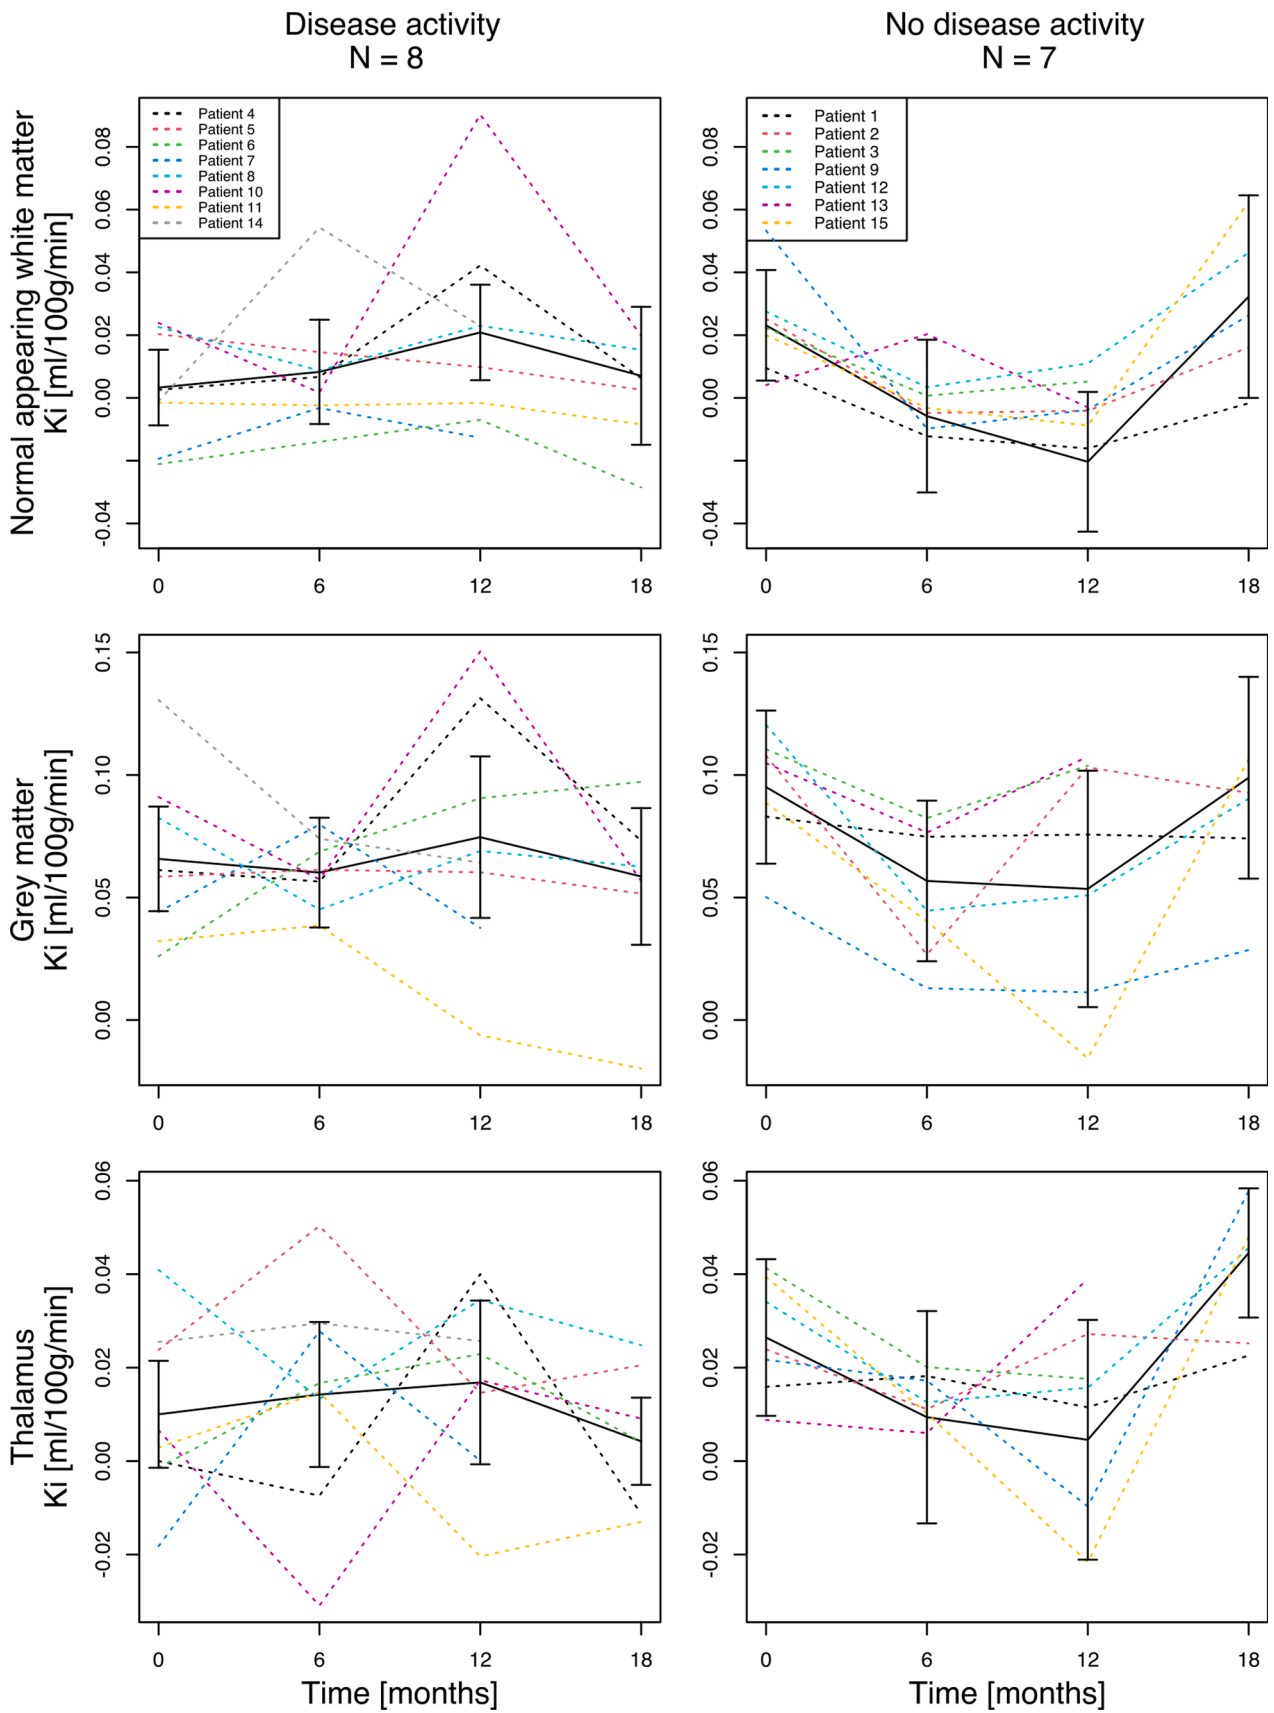 Disease activity
N = 8
No disease activity
N = 7
Normal appearing white matter
Ki [ml/100g/min]
0.08
0.06
0.04
0.02
0.00
-0.04
Patient 4
Patient 5
Patient 6
Patient 7
Patient 8
Patient 10
Patient 11
Patient 14
0 6 12 18
0.08
0.06
0.04
0.02
0.00
-0.04
Patient 1
Patient 2
Patient 3
Patient 9
Patient 12
Patient 13
Patient 15
0 6 12 18
Grey matter
Ki [ml/100g/min]
0.15
0.10
0.05
0.00
0 6 12 18
0.15
0.10
0.05
0.00
0 6 12 18
Thalamus
Ki [ml/100g/min]
0.06
0.04
0.02
0.00
-0.02
0 6 12 18
Time [months]
0.06
0.04
0.02
0.00
-0.02
0 6 12 18
Time [months]